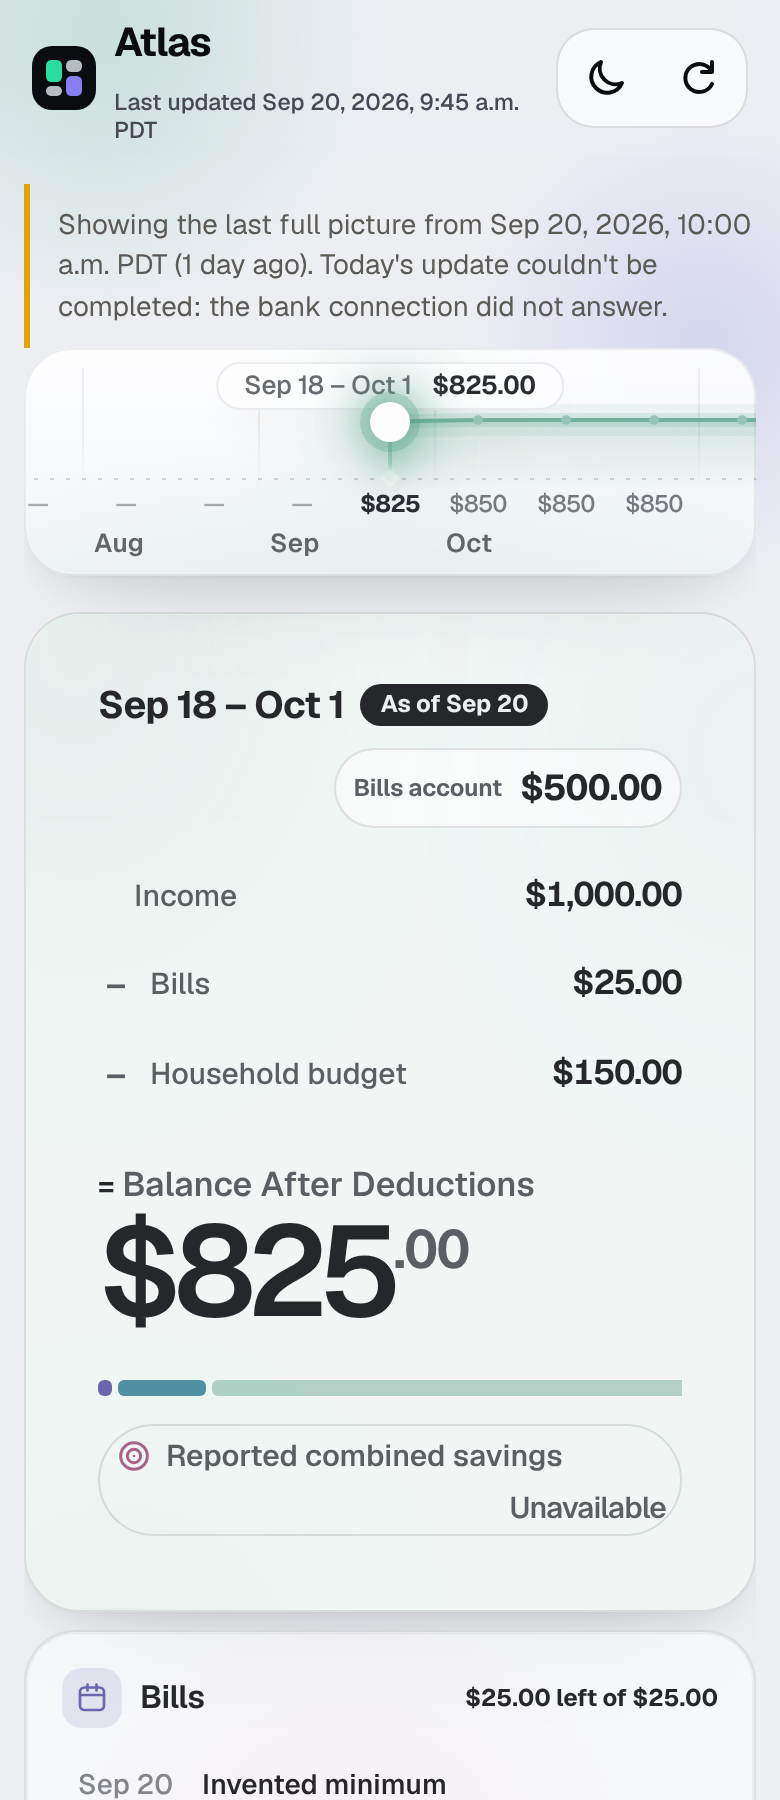 Atlas
Last updated Sep 20, 2026, 9:45 a.m.
PDT
Showing the last full picture from Sep 20, 2026, 10:00
a.m. PDT (1 day ago). Today's update couldn't be
completed: the bank connection did not answer.
Sep 18 – Oct 1 $825.00
— — — — $825 $850 $850 $850
Aug Sep Oct
Sep 18 – Oct 1 As of Sep 20
Bills account $500.00
Income $1,000.00
– Bills $25.00
– Household budget $150.00
= Balance After Deductions
$825.00
Reported combined savings
Unavailable
Bills $25.00 left of $25.00
Sep 20 Invented minimum